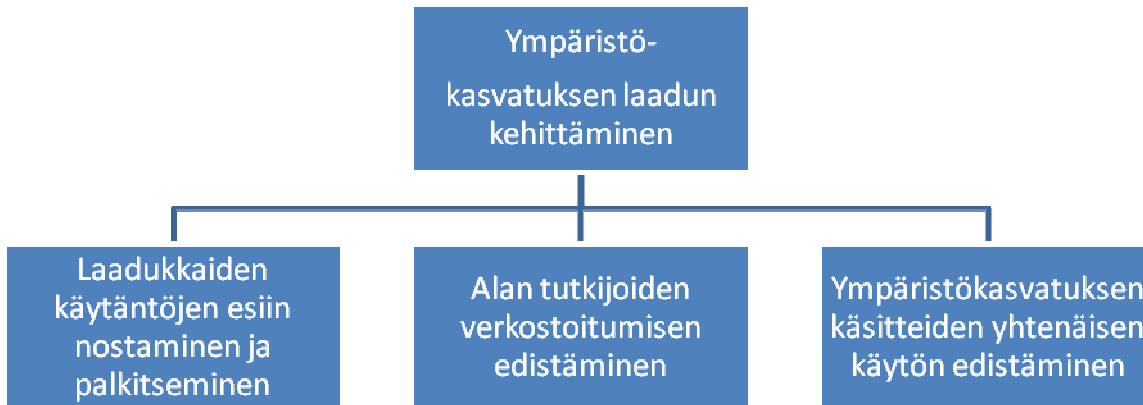 Ympäristö-
kasvatuksen laadun
kehittäminen
Laadukkaiden
käytäntöjen esiin
nostaminen ja
palkitseminen
Alan tutkijoiden
verkostoitumisen
edistäminen
Ympäristökasvatuksen
käsitteiden yhtenäisen
käytön edistäminen